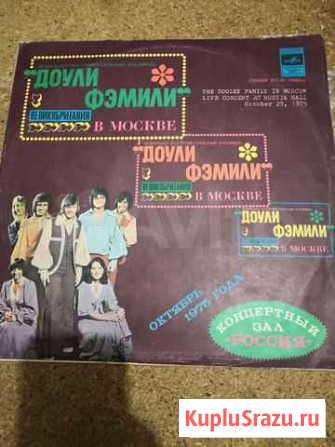 "ДОУЛИ
ФЭМИЛИ"
ВЕЛИКОБРИТАНИЯ
В МОСКВЕ
THE DOOLEY FAMILY IN MOSCOW
LIVE CONCERT AT ROSSIA HALL
October 25, 1975
"ДОУЛИ
ФЭМИЛИ"
ВЕЛИКОБРИТАНИЯ
В МОСКВЕ
"ДОУЛИ
ФЭМИЛИ"
В МОСКВЕ
ОКТЯБРЬ
1975 ГОДА
КОНЦЕРТНЫЙ
ЗАЛ
«РОССИЯ»
KupluSrazu.ru